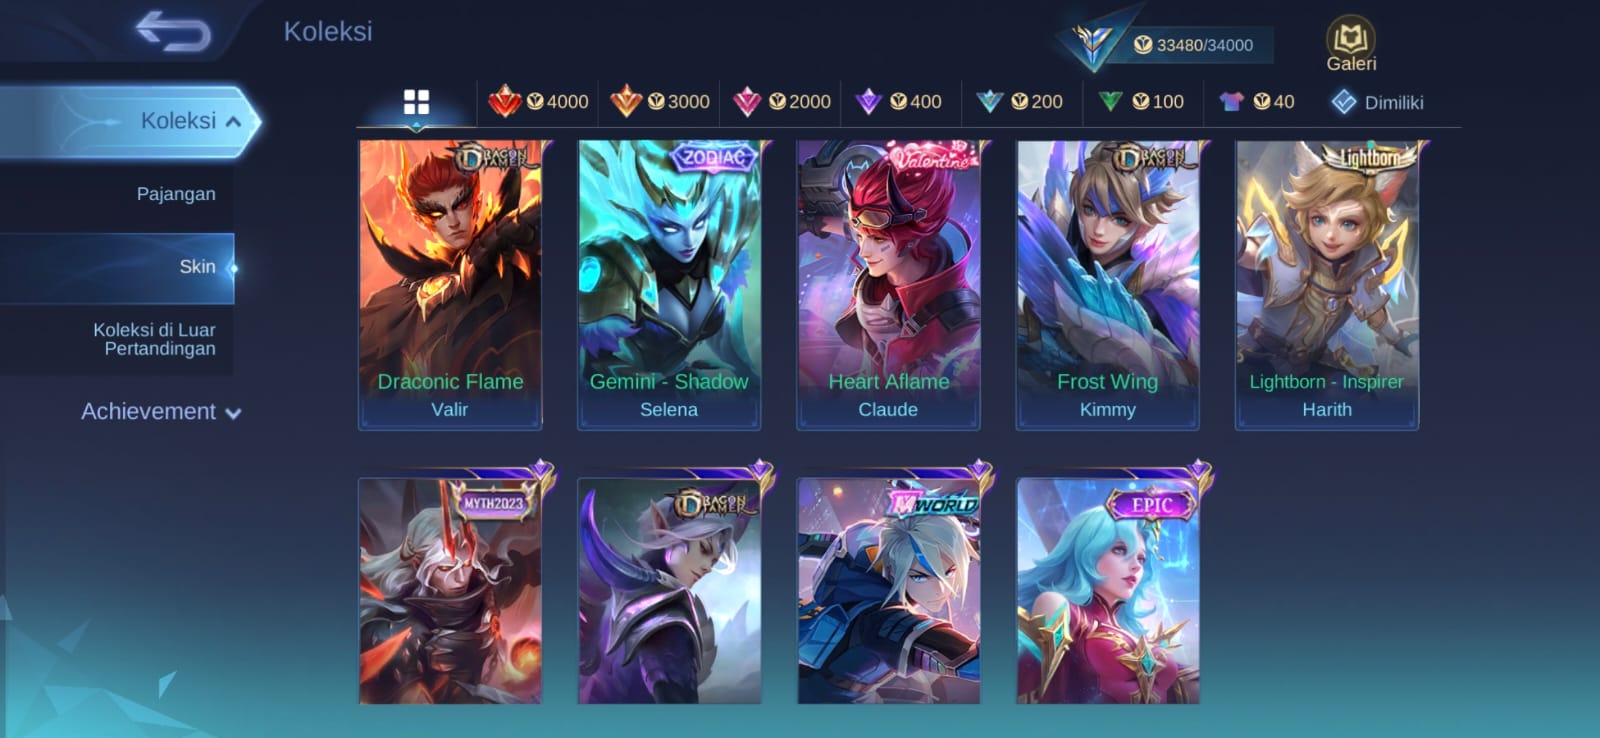 Koleksi
33480/34000
Galeri
4000
3000
2000
400
200
100
40
Dimiliki
Koleksi
Pajangan
Skin
Koleksi di Luar
Pertandingan
Achievement
DRAGON
TAMER
Draconic Flame
Valir
ZODIAC
Gemini - Shadow
Selena
Valentine
Heart Aflame
Claude
DRAGON
TAMER
Frost Wing
Kimmy
Lightborn
Lightborn - Inspirer
Harith
MYTH2023
DRAGON
TAMER
MWORLD
EPIC